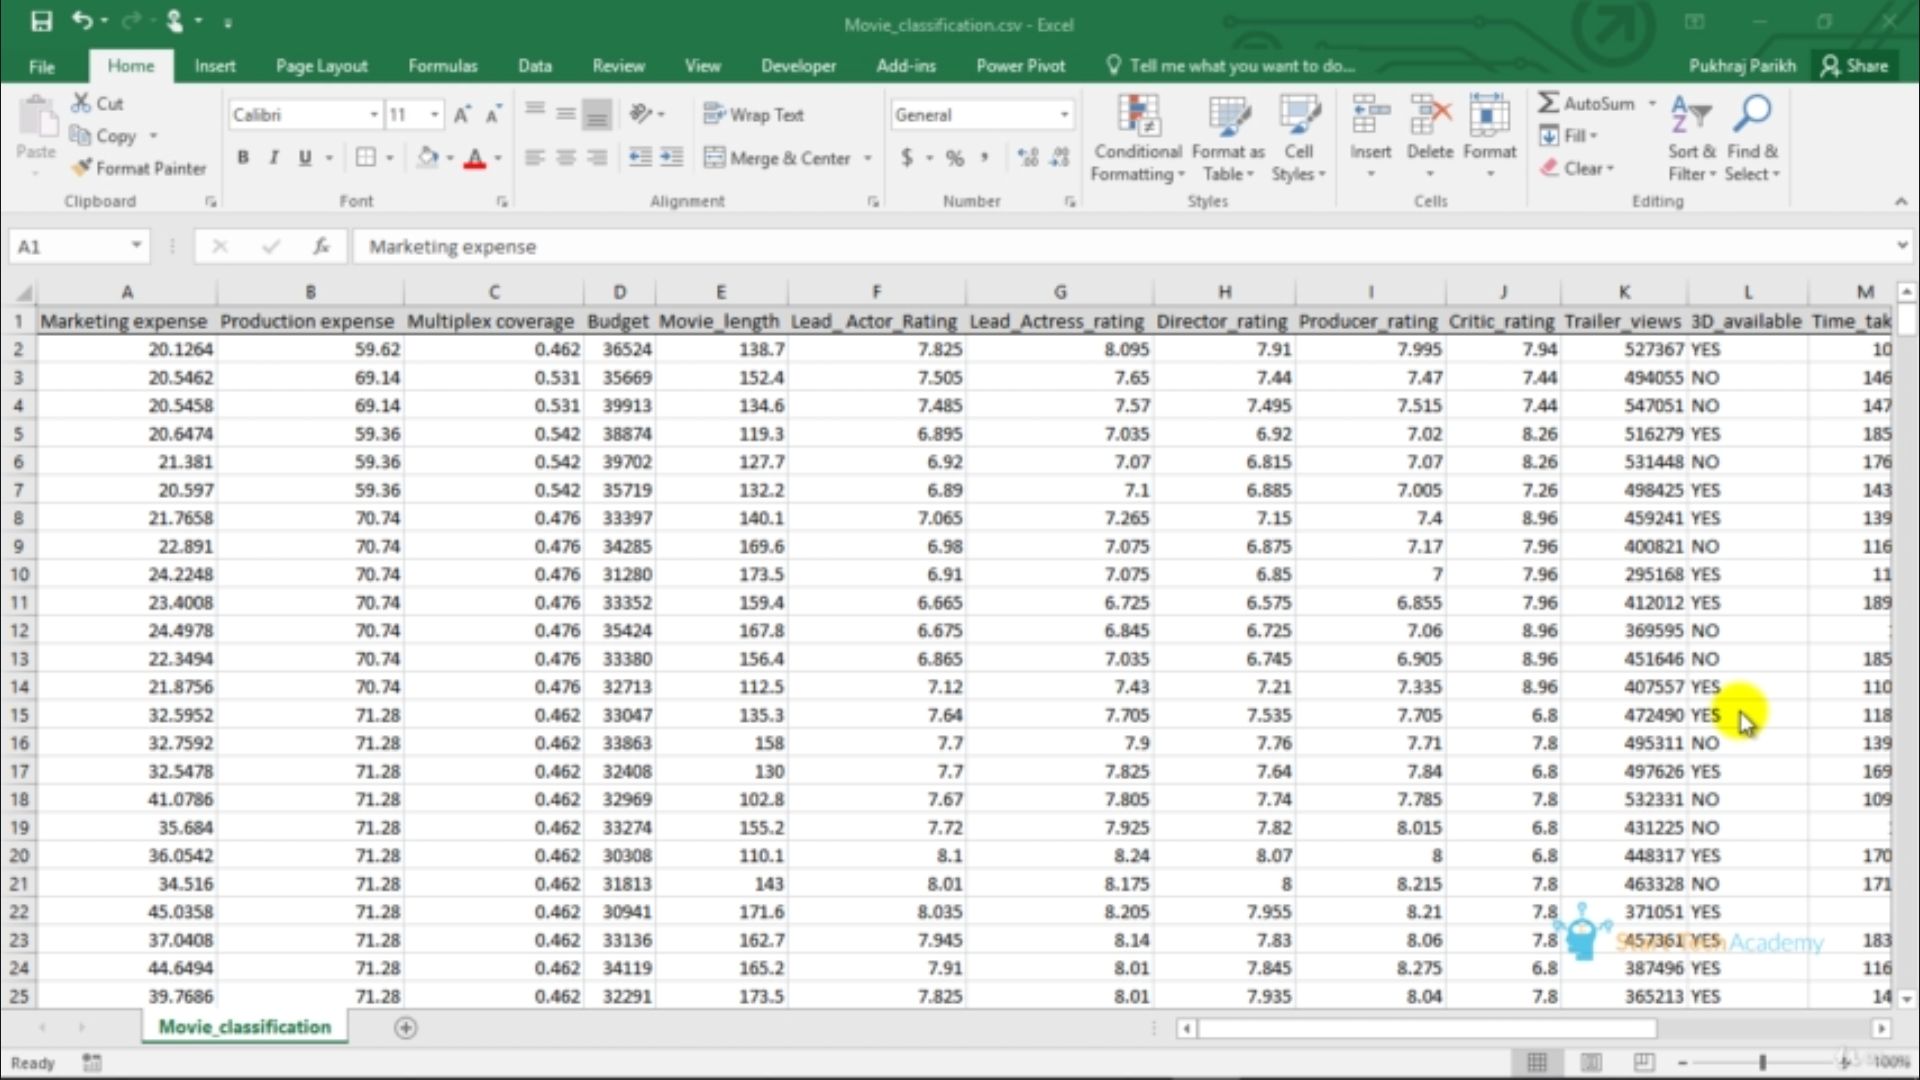 Movie_classification.csv - Excel
File Home Insert Page Layout Formulas Data Review View Developer Add-ins Power Pivot Tell me what you want to do... Pukhraj Parikh Share
Paste Cut Copy Format Painter
Calibri 11
B I U
Wrap Text
Merge & Center
General
$ % ,
Conditional Formatting Format as Table Cell Styles
Insert Delete Format
AutoSum Fill Clear
Sort & Filter Find & Select
Clipboard Font Alignment Number Styles Cells Editing
A1 fx Marketing expense
A B C D E F G H I J K L M
1 Marketing expense Production expense Multiplex coverage Budget Movie_length Lead_Actor_Rating Lead_Actress_rating Director_rating Producer_rating Critic_rating Trailer_views 3D_available Time_tak
2 20.1264 59.62 0.462 36524 138.7 7.825 8.095 7.91 7.995 7.94 527367 YES 10
3 20.5462 69.14 0.531 35669 152.4 7.505 7.65 7.44 7.47 7.44 494055 NO 146
4 20.5458 69.14 0.531 39913 134.6 7.485 7.57 7.495 7.515 7.44 547051 NO 147
5 20.6474 59.36 0.542 38874 119.3 6.895 7.035 6.92 7.02 8.26 516279 YES 185
6 21.381 59.36 0.542 39702 127.7 6.92 7.07 6.815 7.07 8.26 531448 NO 176
7 20.597 59.36 0.542 35719 132.2 6.89 7.1 6.885 7.005 7.26 498425 YES 143
8 21.7658 70.74 0.476 33397 140.1 7.065 7.265 7.15 7.4 8.96 459241 YES 139
9 22.891 70.74 0.476 34285 169.6 6.98 7.075 6.875 7.17 7.96 400821 NO 116
10 24.2248 70.74 0.476 31280 173.5 6.91 7.075 6.85 7 7.96 295168 YES 11
11 23.4008 70.74 0.476 33352 159.4 6.665 6.725 6.575 6.855 7.96 412012 YES 189
12 24.4978 70.74 0.476 35424 167.8 6.675 6.845 6.725 7.06 8.96 369595 NO
13 22.3494 70.74 0.476 33380 156.4 6.865 7.035 6.745 6.905 8.96 451646 NO 185
14 21.8756 70.74 0.476 32713 112.5 7.12 7.43 7.21 7.335 8.96 407557 YES 110
15 32.5952 71.28 0.462 33047 135.3 7.64 7.705 7.535 7.705 6.8 472490 YES 118
16 32.7592 71.28 0.462 33863 158 7.7 7.9 7.76 7.71 7.8 495311 NO 139
17 32.5478 71.28 0.462 32408 130 7.7 7.825 7.64 7.84 6.8 497626 YES 169
18 41.0786 71.28 0.462 32969 102.8 7.67 7.805 7.74 7.785 7.8 532331 NO 109
19 35.684 71.28 0.462 33274 155.2 7.72 7.925 7.82 8.015 6.8 431225 NO
20 36.0542 71.28 0.462 30308 110.1 8.1 8.24 8.07 8 6.8 448317 YES 170
21 34.516 71.28 0.462 31813 143 8.01 8.175 8 8.215 7.8 463328 NO 171
22 45.0358 71.28 0.462 30941 171.6 8.035 8.205 7.955 8.21 7.8 371051 YES
23 37.0408 71.28 0.462 33136 162.7 7.945 8.14 7.83 8.06 7.8 457361 YES 183
Academy
24 44.6494 71.28 0.462 34119 165.2 7.91 8.01 7.845 8.275 6.8 387496 YES 116
25 39.7686 71.28 0.462 32291 173.5 7.825 8.01 7.935 8.04 7.8 365213 YES 14
Movie_classification
Ready 100%